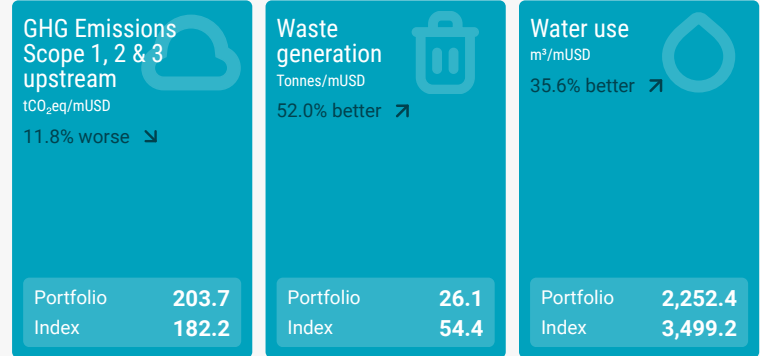 GHG Emissions
Scope 1, 2 & 3
upstream
tCO₂eq/mUSD
11.8% worse
Portfolio 203.7
Index 182.2
Waste
generation
Tonnes/mUSD
52.0% better
Portfolio 26.1
Index 54.4
Water use
m³/mUSD
35.6% better
Portfolio 2,252.4
Index 3,499.2